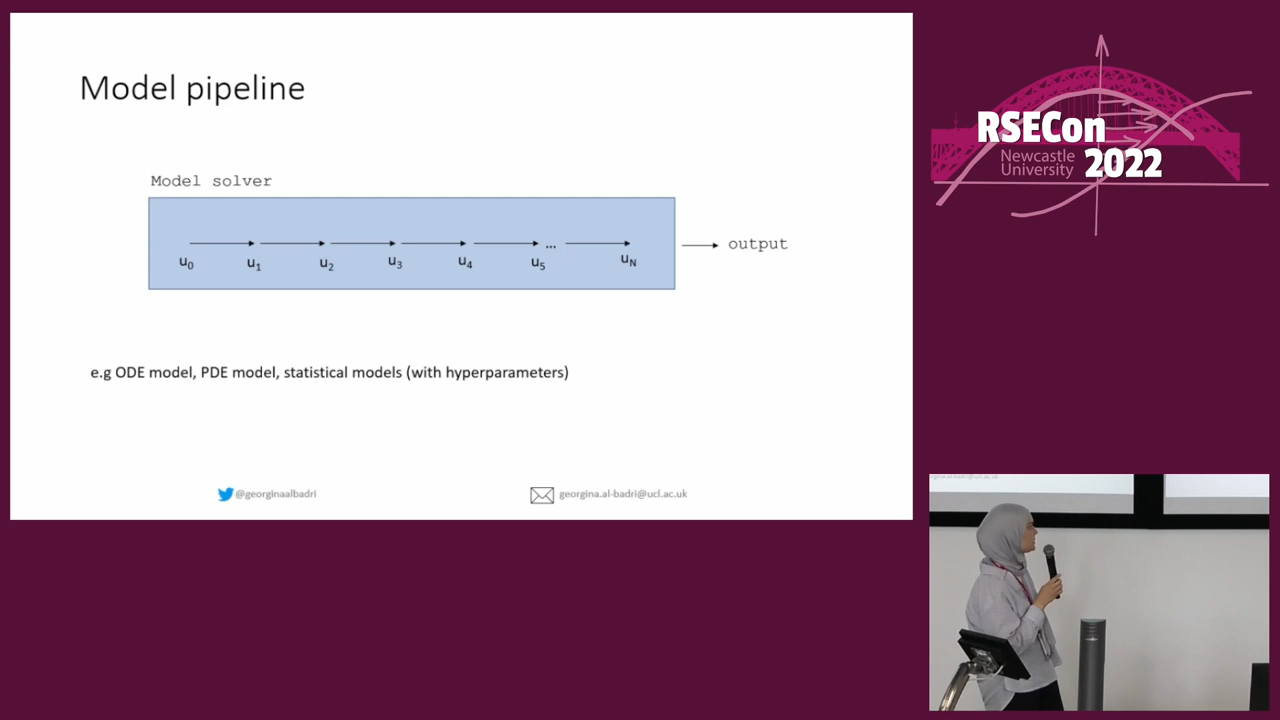 Model pipeline
Model solver
u0 u1 u2 u3 u4 u5 ... uN
output
e.g ODE model, PDE model, statistical models (with hyperparameters)
@georginaalbadri
georgina.al-badri@ucl.ac.uk
RSECon
Newcastle
University
2022